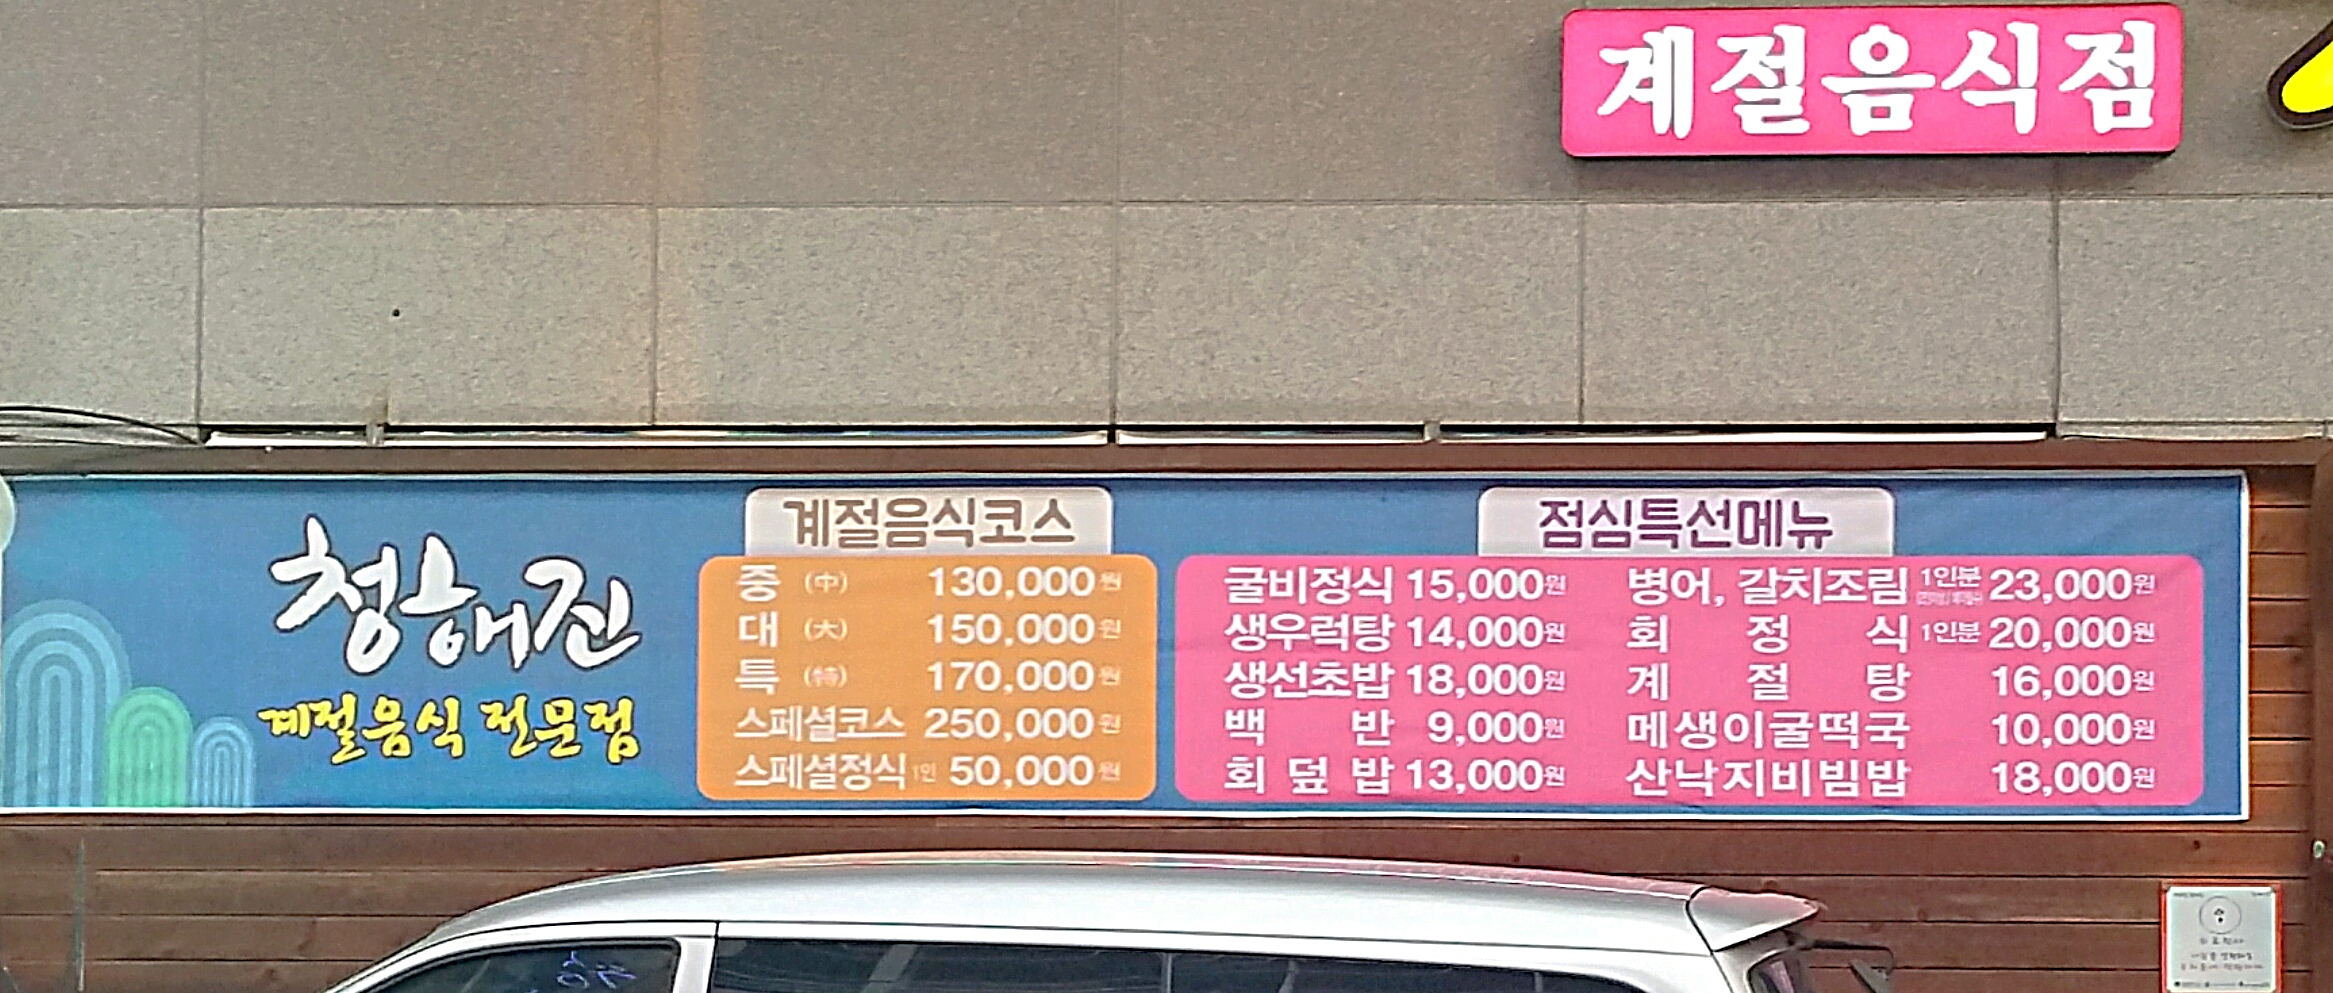 계절음식점
청해진
계절음식 전문점
계절음식코스
중 (中) 130,000원
대 (大) 150,000원
특 (特) 170,000원
스페셜코스 250,000원
스페셜정식 1인 50,000원
점심특선메뉴
굴비정식 15,000원
생우럭탕 14,000원
생선초밥 18,000원
백반 9,000원
회덮밥 13,000원
병어, 갈치조림 1인분 23,000원
회정식 1인분 20,000원
계절탕 16,000원
메생이굴떡국 10,000원
산낙지비빔밥 18,000원